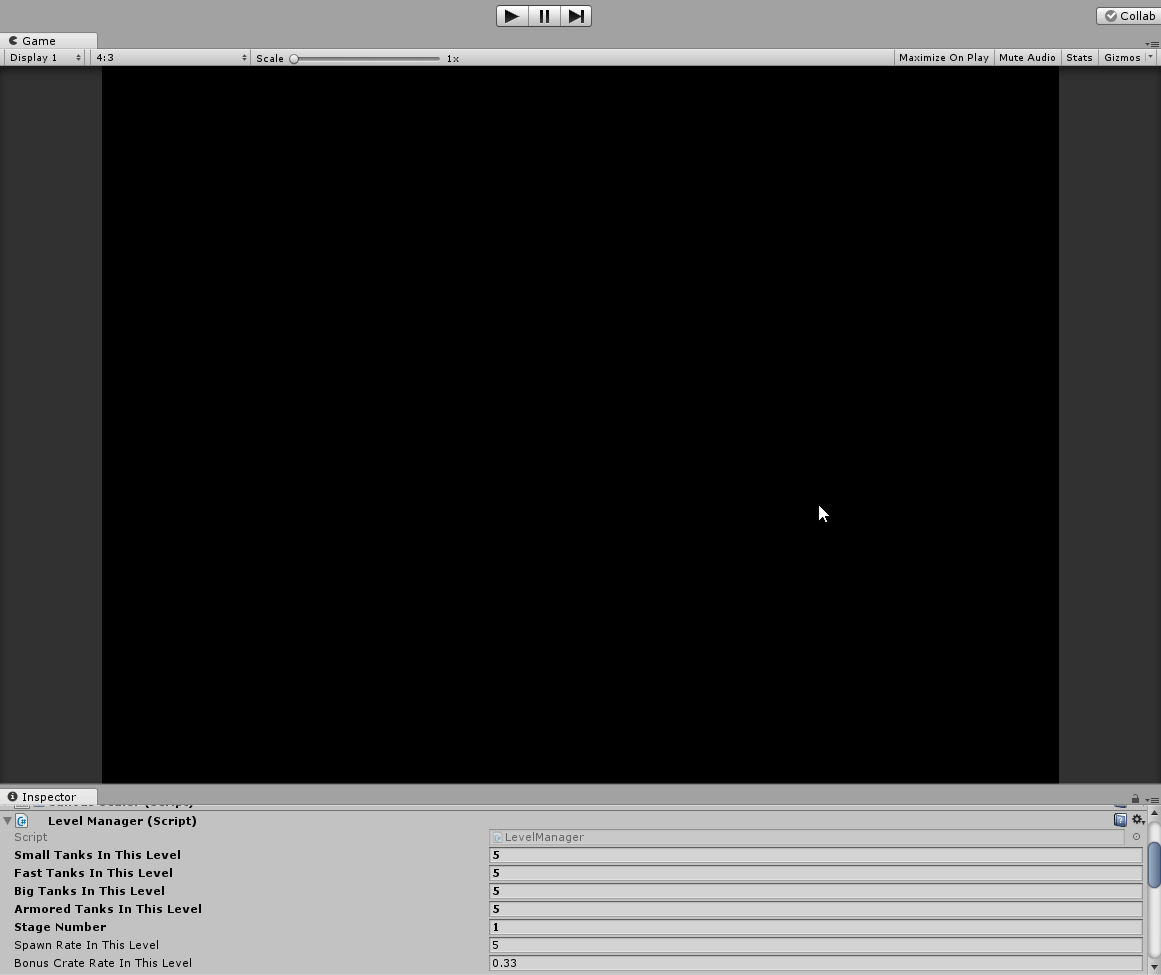 Collab
Game
Display 1 4:3 Scale 1x Maximize On Play Mute Audio Stats Gizmos
Inspector
Level Manager (Script)
Script LevelManager
Small Tanks In This Level 5
Fast Tanks In This Level 5
Big Tanks In This Level 5
Armored Tanks In This Level 5
Stage Number 1
Spawn Rate In This Level 5
Bonus Crate Rate In This Level 0.33